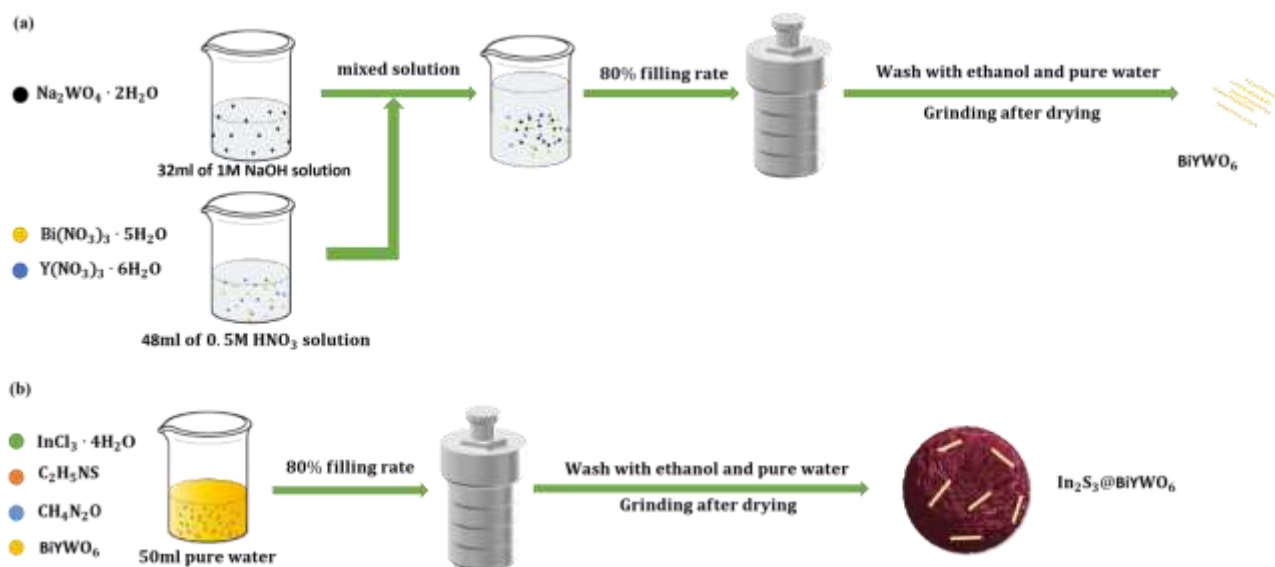 (a)
Na₂WO₄ · 2H₂O
32ml of 1M NaOH solution
mixed solution
80% filling rate
Wash with ethanol and pure water
Grinding after drying
BiYWO₆
Bi(NO₃)₃ · 5H₂O
Y(NO₃)₃ · 6H₂O
48ml of 0.5M HNO₃ solution
(b)
InCl₃ · 4H₂O
C₂H₅NS
CH₄N₂O
BiYWO₆
50ml pure water
80% filling rate
Wash with ethanol and pure water
Grinding after drying
In₂S₃@BiYWO₆